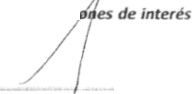 ones de interés